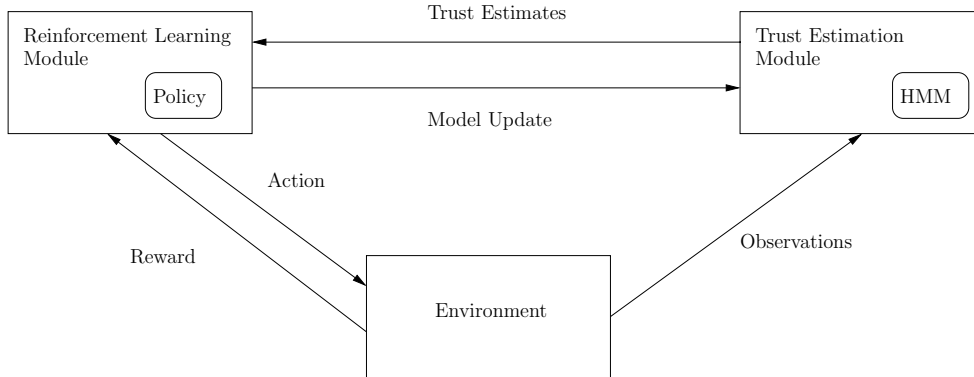 Trust Estimates
Reinforcement Learning
Module
Policy
Trust Estimation
Module
HMM
Model Update
Action
Reward
Observations
Environment